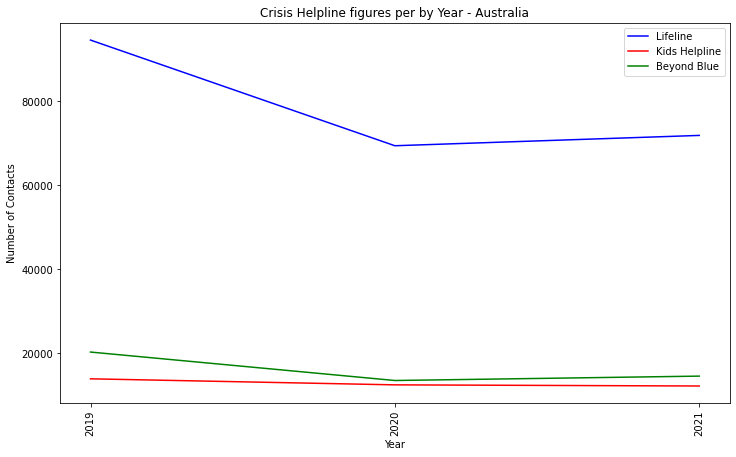 Crisis Helpline figures per by Year - Australia
Lifeline
Kids Helpline
Beyond Blue
Number of Contacts
80000
60000
40000
20000
2019
2020
2021
Year